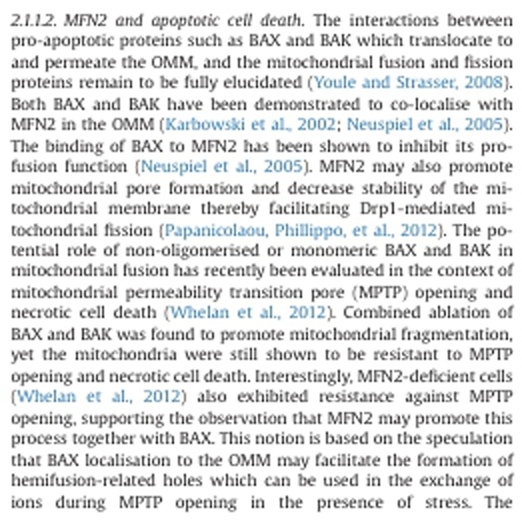 2.1.1.2. MFN2 and apoptotic cell death. The interactions between
pro-apoptotic proteins such as BAX and BAK which translocate to
and permeate the OMM, and the mitochondrial fusion and fission
proteins remain to be fully elucidated (Youle and Strasser, 2008).
Both BAX and BAK have been demonstrated to co-localise with
MFN2 in the OMM (Karbowski et al., 2002; Neuspiel et al., 2005).
The binding of BAX to MFN2 has been shown to inhibit its pro-
fusion function (Neuspiel et al., 2005). MFN2 may also promote
mitochondrial pore formation and decrease stability of the mi-
tochondrial membrane thereby facilitating Drp1-mediated mi-
tochondrial fission (Papanicolaou, Phillippo, et al., 2012). The po-
tential role of non-oligomerised or monomeric BAX and BAK in
mitochondrial fusion has recently been evaluated in the context of
mitochondrial permeability transition pore (MPTP) opening and
necrotic cell death (Whelan et al., 2012). Combined ablation of
BAX and BAK was found to promote mitochondrial fragmentation,
yet the mitochondria were still shown to be resistant to MPTP
opening and necrotic cell death. Interestingly, MFN2-deficient cells
(Whelan et al., 2012) also exhibited resistance against MPTP
opening, supporting the observation that MFN2 may promote this
process together with BAX. This notion is based on the speculation
that BAX localisation to the OMM may facilitate the formation of
hemifusion-related holes which can be used in the exchange of
ions during MPTP opening in the presence of stress. The